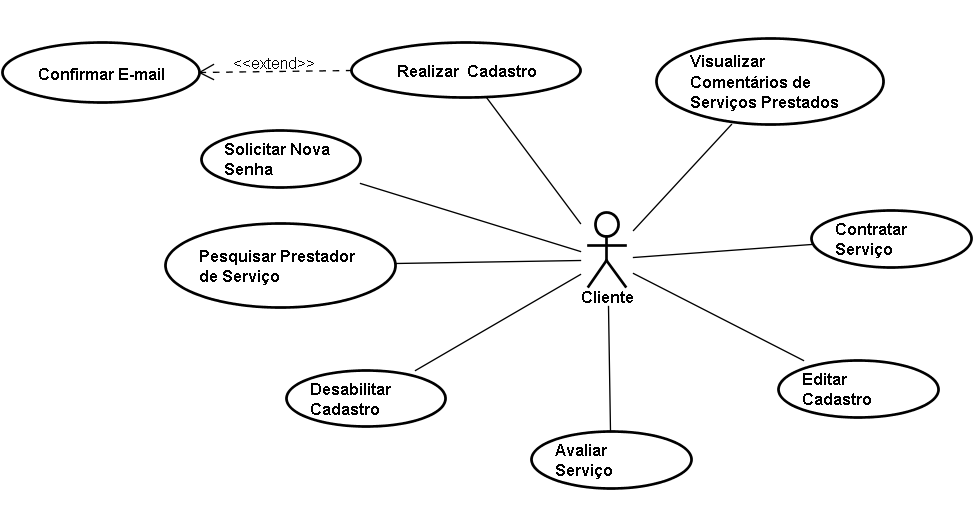 Confirmar E-mail
<<extend>>
Realizar Cadastro
Visualizar
Comentários de
Serviços Prestados
Solicitar Nova
Senha
Pesquisar Prestador
de Serviço
Contratar
Serviço
Cliente
Desabilitar
Cadastro
Editar
Cadastro
Avaliar
Serviço